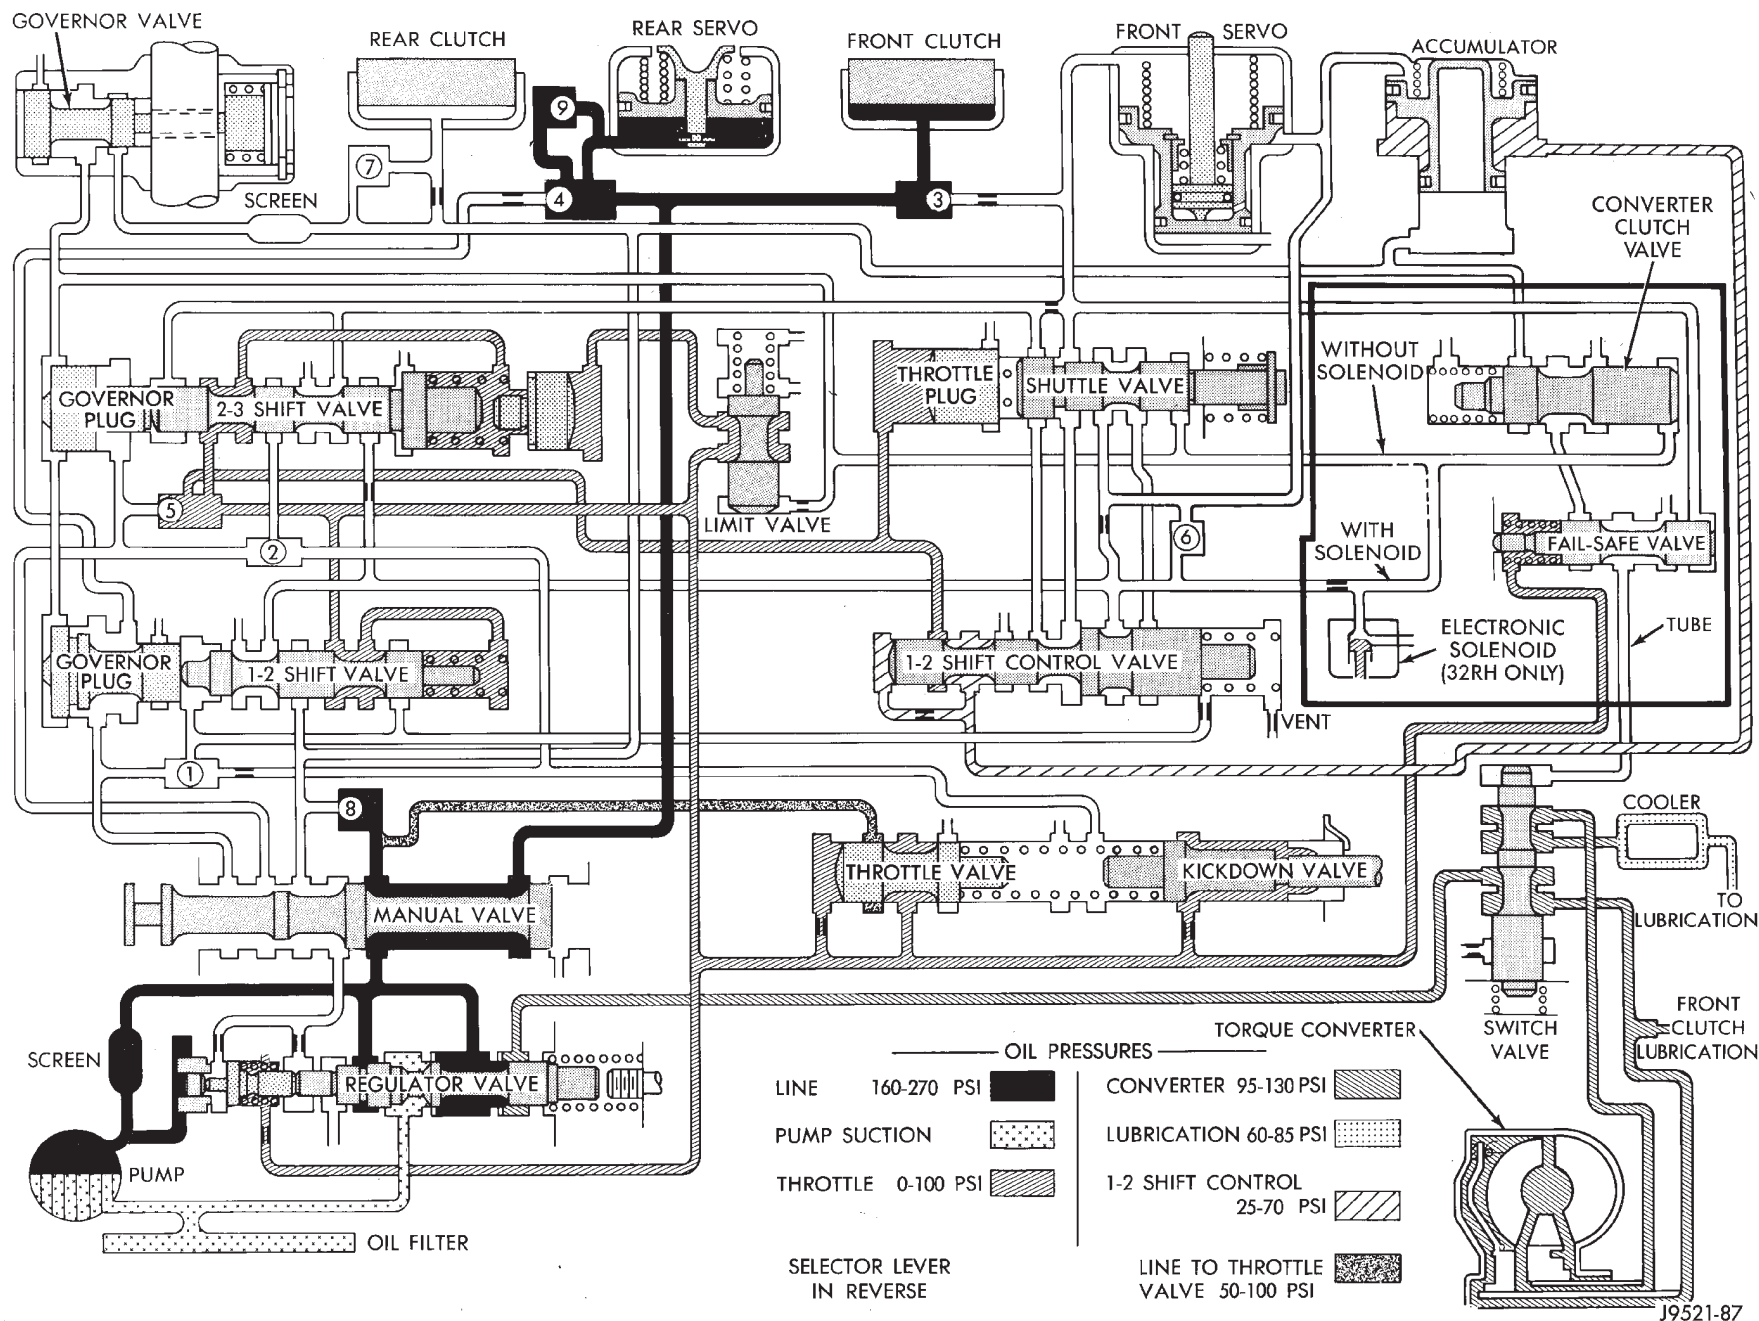 GOVERNOR VALVE
REAR CLUTCH
REAR SERVO
FRONT CLUTCH
FRONT SERVO
ACCUMULATOR
9
7
SCREEN
4
3
CONVERTER
CLUTCH
VALVE
WITHOUT
SOLENOID
GOVERNOR
PLUG
2-3 SHIFT VALVE
THROTTLE
PLUG
SHUTTLE VALVE
5
LIMIT VALVE
2
6
WITH
SOLENOID
FAIL-SAFE VALVE
TUBE
ELECTRONIC
SOLENOID
(32RH ONLY)
GOVERNOR
PLUG
1-2 SHIFT VALVE
1-2 SHIFT CONTROL VALVE
VENT
1
8
COOLER
THROTTLE VALVE
KICKDOWN VALVE
TO
LUBRICATION
MANUAL VALVE
SCREEN
REGULATOR VALVE
TORQUE CONVERTER
SWITCH
VALVE
FRONT
CLUTCH
LUBRICATION
PUMP
OIL FILTER
OIL PRESSURES
LINE 160-270 PSI
PUMP SUCTION
THROTTLE 0-100 PSI
SELECTOR LEVER
IN REVERSE
CONVERTER 95-130 PSI
LUBRICATION 60-85 PSI
1-2 SHIFT CONTROL
25-70 PSI
LINE TO THROTTLE
VALVE 50-100 PSI
J9521-87